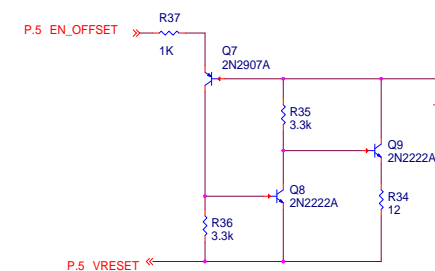 R37
P.5 EN_OFFSET
1K
Q7
2N2907A
R35
3.3k
Q9
2N2222A
Q8
2N2222A
R34
12
R36
3.3k
P.5 VRESET